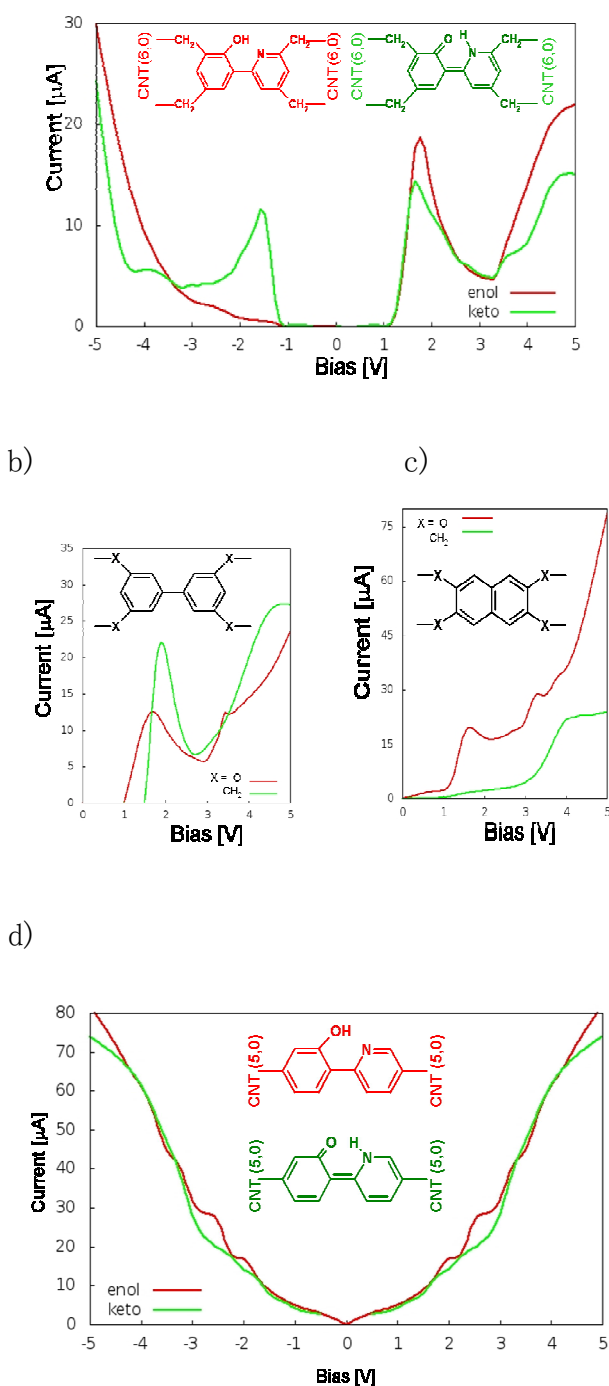 30
20
10
0
Current [µA]
CNT(6,0)
CH₂
OH
N
CH₂
CH₂
CH₂
CNT(6,0)
CNT(6,0)
CH₂
O
H
N
CH₂
CH₂
CH₂
CNT(6,0)
enol
keto
-5 -4 -3 -2 -1 0 1 2 3 4 5
Bias [V]
b)
c)
35
30
25
20
15
10
5
0
Current [µA]
X X
X X
X = O
CH₂
0 1 2 3 4 5
Bias [V]
75
60
45
30
15
0
Current [µA]
X = O
CH₂
X X
X X
0 1 2 3 4 5
Bias [V]
d)
80
70
60
50
40
30
20
10
0
Current [µA]
CNT (5,0)
OH
N
CNT (5,0)
CNT (5,0)
O
H
N
CNT (5,0)
enol
keto
-5 -4 -3 -2 -1 0 1 2 3 4 5
Bias [V]